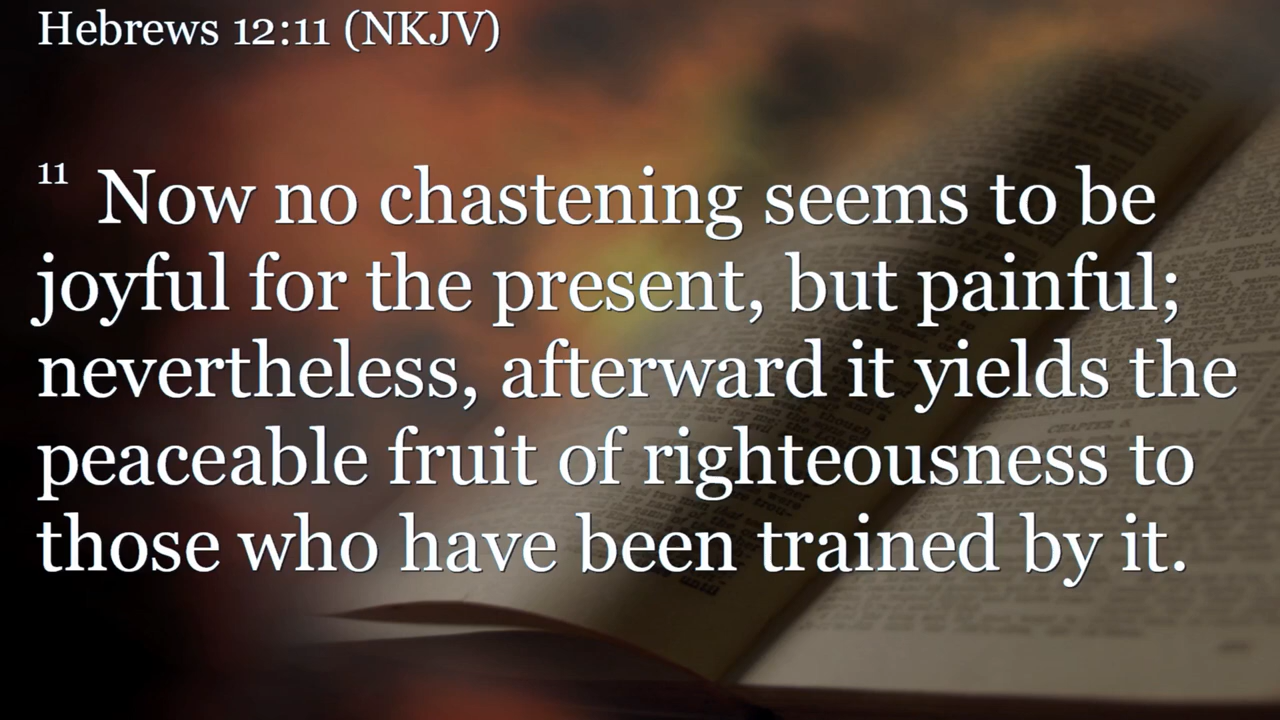 Hebrews 12:11 (NKJV)
11 Now no chastening seems to be
joyful for the present, but painful;
nevertheless, afterward it yields the
peaceable fruit of righteousness to
those who have been trained by it.